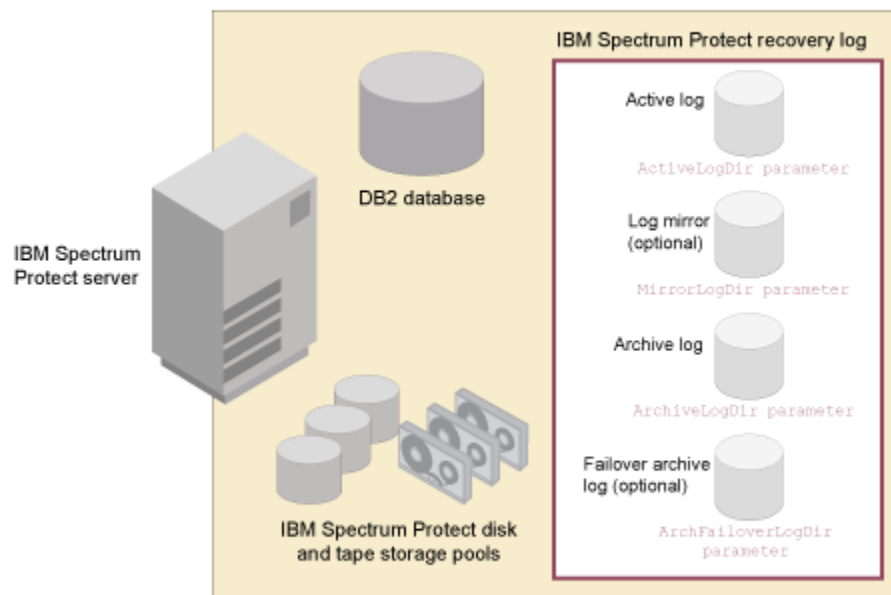 IBM Spectrum Protect recovery log
Active log
ActiveLogDir parameter
DB2 database
Log mirror
(optional)
MirrorLogDir parameter
IBM Spectrum
Protect server
Archive log
ArchiveLogDir parameter
Failover archive
log (optional)
ArchFailoverLogDir
parameter
IBM Spectrum Protect disk
and tape storage pools